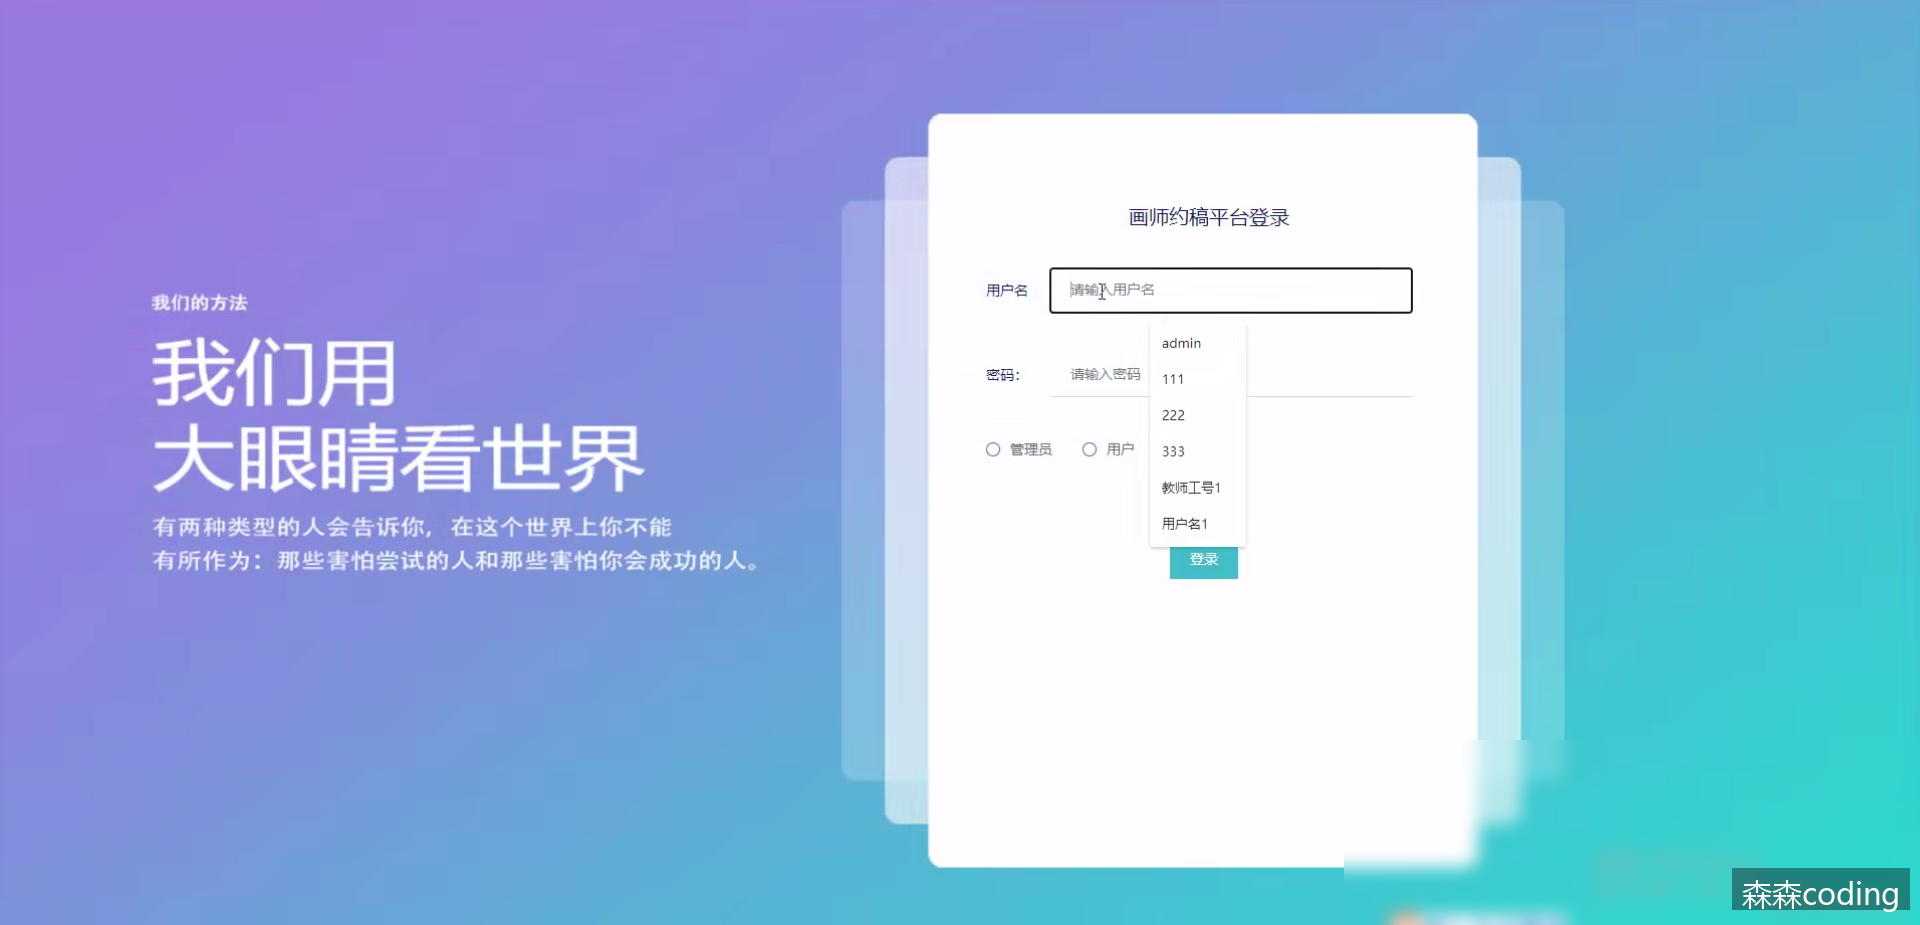 我们的方法
我们用
大眼睛看世界
有两种类型的人会告诉你，在这个世界上你不能
有所作为：那些害怕尝试的人和那些害怕你会成功的人。
画师约稿平台登录
用户名
请输入用户名
admin
111
222
333
教师工号1
用户名1
密码：
请输入密码
管理员
用户
登录
森森coding